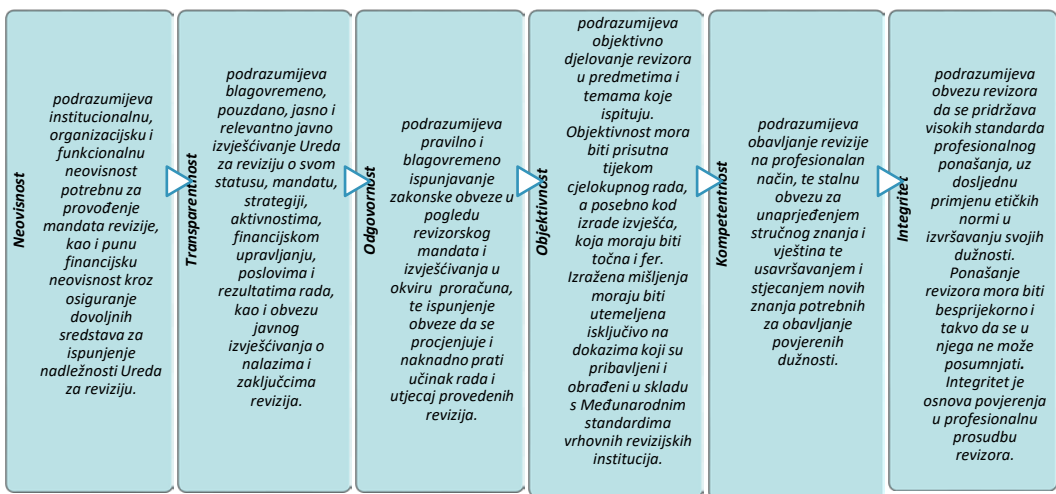 Neovisnost
podrazumijeva
institucionalnu,
organizacijsku i
funkcionalnu
neovisnost
potrebnu za
provođenje
mandata revizije,
kao i punu
financijsku
neovisnost kroz
osiguranje
dovoljnih
sredstava za
ispunjenje
nadležnosti Ureda
za reviziju.
Transparentnost
podrazumijeva
blagovremeno,
pouzdano, jasno i
relevantno javno
izvješćivanje Ureda
za reviziju o svom
statusu, mandatu,
strategiji,
aktivnostima,
financijskom
upravljanju,
poslovima i
rezultatima rada,
kao i obvezu
javnog
izvješćivanja o
nalazima i
zaključcima
revizija.
Odgovornost
podrazumijeva
pravilno i
blagovremeno
ispunjavanje
zakonske obveze u
pogledu
revizorskog
mandata i
izvješćivanja u
okviru proračuna,
te ispunjenje
obveze da se
procjenjuje i
naknadno prati
učinak rada i
utjecaj provedenih
revizija.
Objektivnost
podrazumijeva
objektivno
djelovanje revizora
u predmetima i
temama koje
ispituju.
Objektivnost mora
biti prisutna
tijekom
cjelokupnog rada,
a posebno kod
izrade izvješća,
koja moraju biti
točna i fer.
Izražena mišljenja
moraju biti
utemeljena
isključivo na
dokazima koji su
pribavljeni i
obrađeni u skladu
s Međunarodnim
standardima
vrhovnih revizijskih
institucija.
Kompetentnost
podrazumijeva
obavljanje revizije
na profesionalan
način, te stalnu
obvezu za
unaprjeđenjem
stručnog znanja i
vještina te
usavršavanjem i
stjecanjem novih
znanja potrebnih
za obavljanje
povjerenih
dužnosti.
Integritet
podrazumijeva
obvezu revizora
da se pridržava
visokih standarda
profesionalnog
ponašanja, uz
dosljednu
primjenu etičkih
normi u
izvršavanju svojih
dužnosti.
Ponašanje
revizora mora biti
besprijekorno i
takvo da se u
njega ne može
posumnjati.
Integritet je
osnova povjerenja
u profesionalnu
prosudbu
revizora.